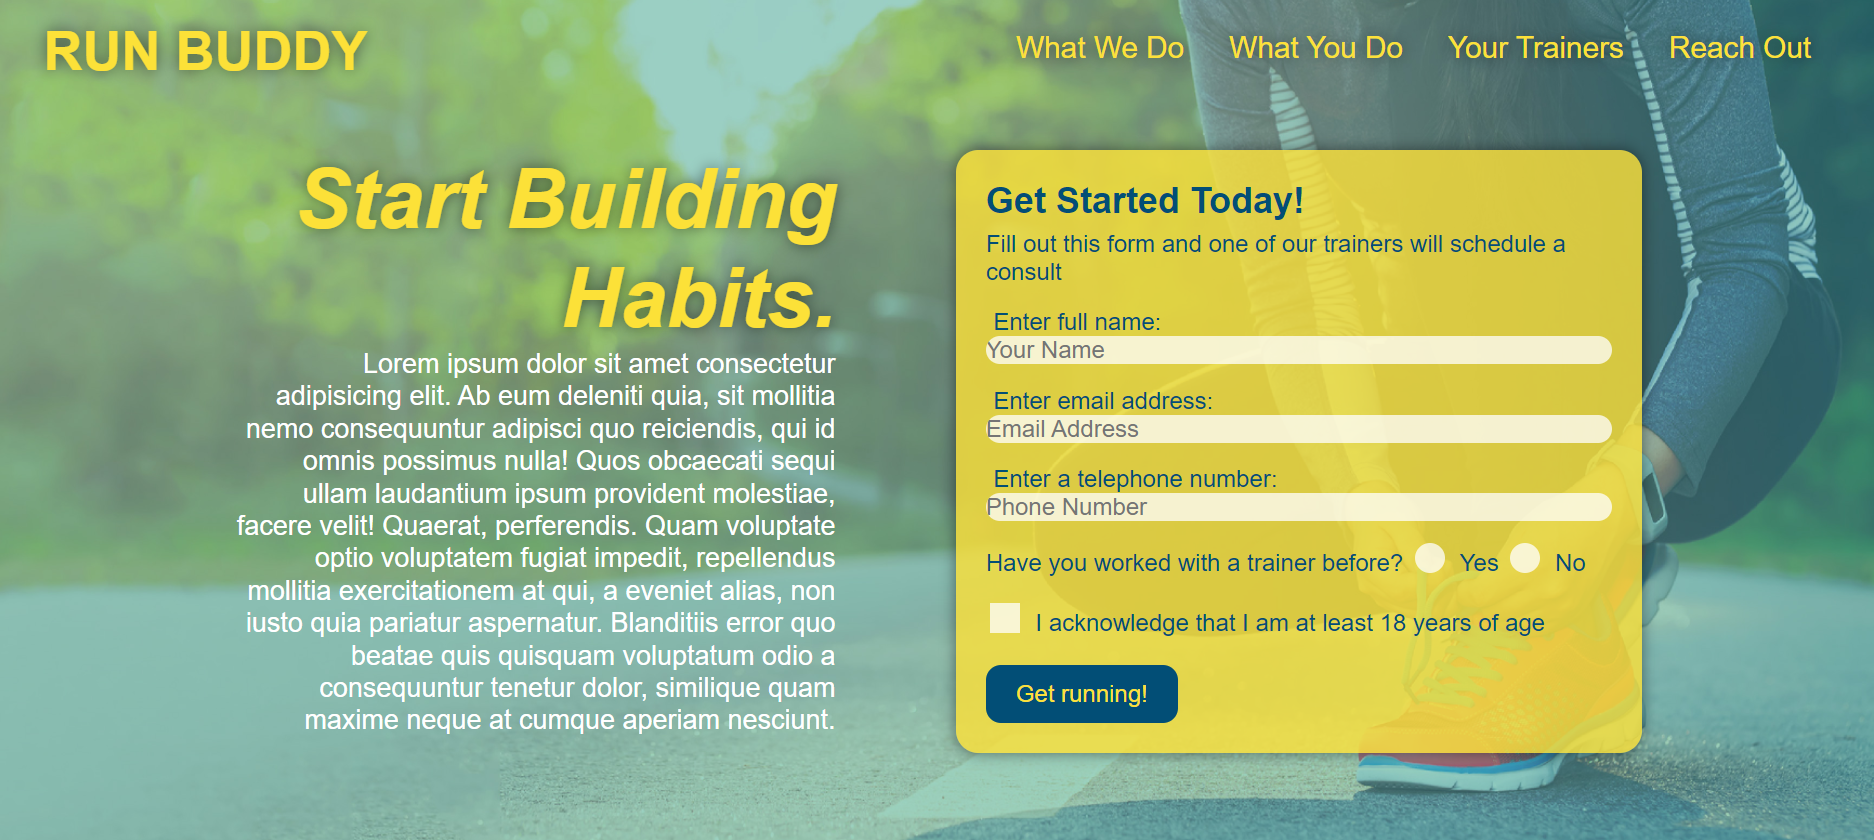 RUN BUDDY
What We Do
What You Do
Your Trainers
Reach Out
Start Building
Habits.
Lorem ipsum dolor sit amet consectetur
adipisicing elit. Ab eum deleniti quia, sit mollitia
nemo consequuntur adipisci quo reiciendis, qui id
omnis possimus nulla! Quos obcaecati sequi
ullam laudantium ipsum provident molestiae,
facere velit! Quaerat, perferendis. Quam voluptate
optio voluptatem fugiat impedit, repellendus
mollitia exercitationem at qui, a eveniet alias, non
iusto quia pariatur aspernatur. Blanditiis error quo
beatae quis quisquam voluptatum odio a
consequuntur tenetur dolor, similique quam
maxime neque at cumque aperiam nesciunt.
Get Started Today!
Fill out this form and one of our trainers will schedule a
consult
Enter full name:
Your Name
Enter email address:
Email Address
Enter a telephone number:
Phone Number
Have you worked with a trainer before? Yes No
I acknowledge that I am at least 18 years of age
Get running!